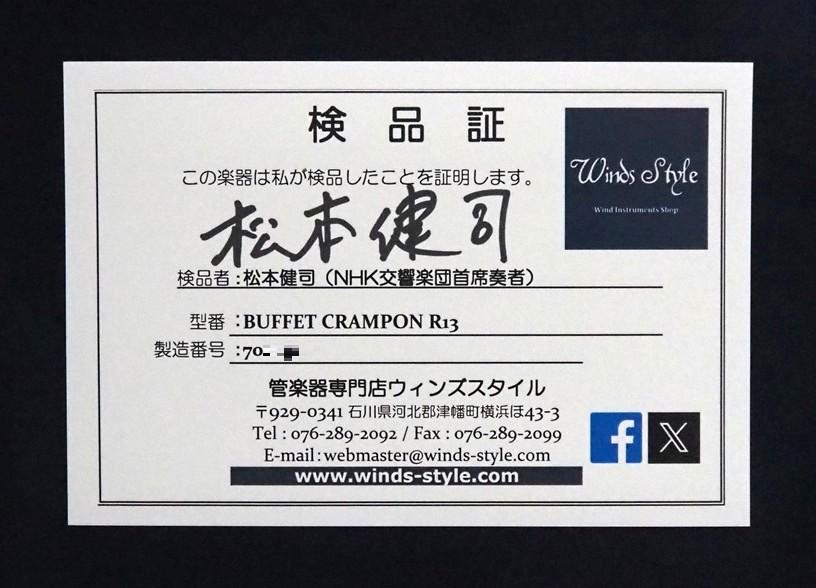 検品証
Winds Style
Wind Instruments Shop
この楽器は私が検品したことを証明します。
松本健司
検品者：松本健司（NHK交響楽団首席奏者）
型番：BUFFET CRAMPON R13
製造番号：70
管楽器専門店ウィンズスタイル
〒929-0341 石川県河北郡津幡町横浜ほ43-3
Tel : 076-289-2092 / Fax : 076-289-2099
E-mail:webmaster@winds-style.com
www.winds-style.com